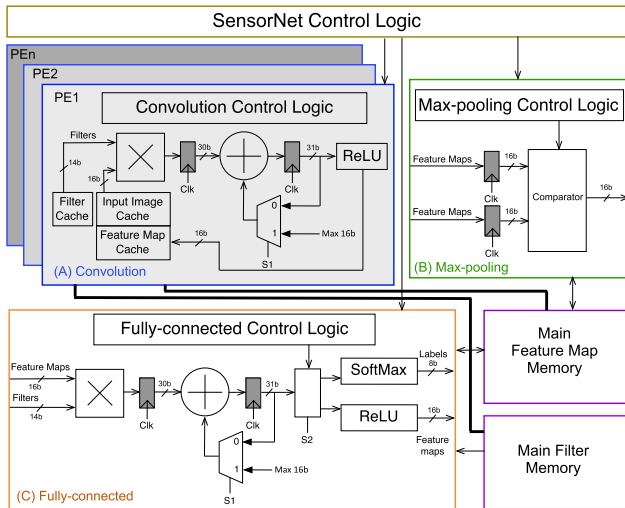 SensorNet Control Logic
PEn
PE2
PE1
Convolution Control Logic
Filters
14b
16b
30b
31b
ReLU
Clk
Clk
Filter
Cache
Input Image
Cache
Feature Map
Cache
16b
0
1
Max 16b
S1
(A) Convolution
Max-pooling Control Logic
Feature Maps
16b
Clk
Feature Maps
16b
Clk
Comparator
16b
(B) Max-pooling
Fully-connected Control Logic
Feature Maps
16b
Filters
14b
30b
Clk
31b
Clk
0
1
Max 16b
S1
S2
SoftMax
Labels
8b
ReLU
16b
Feature
maps
(C) Fully-connected
Main
Feature Map
Memory
Main Filter
Memory